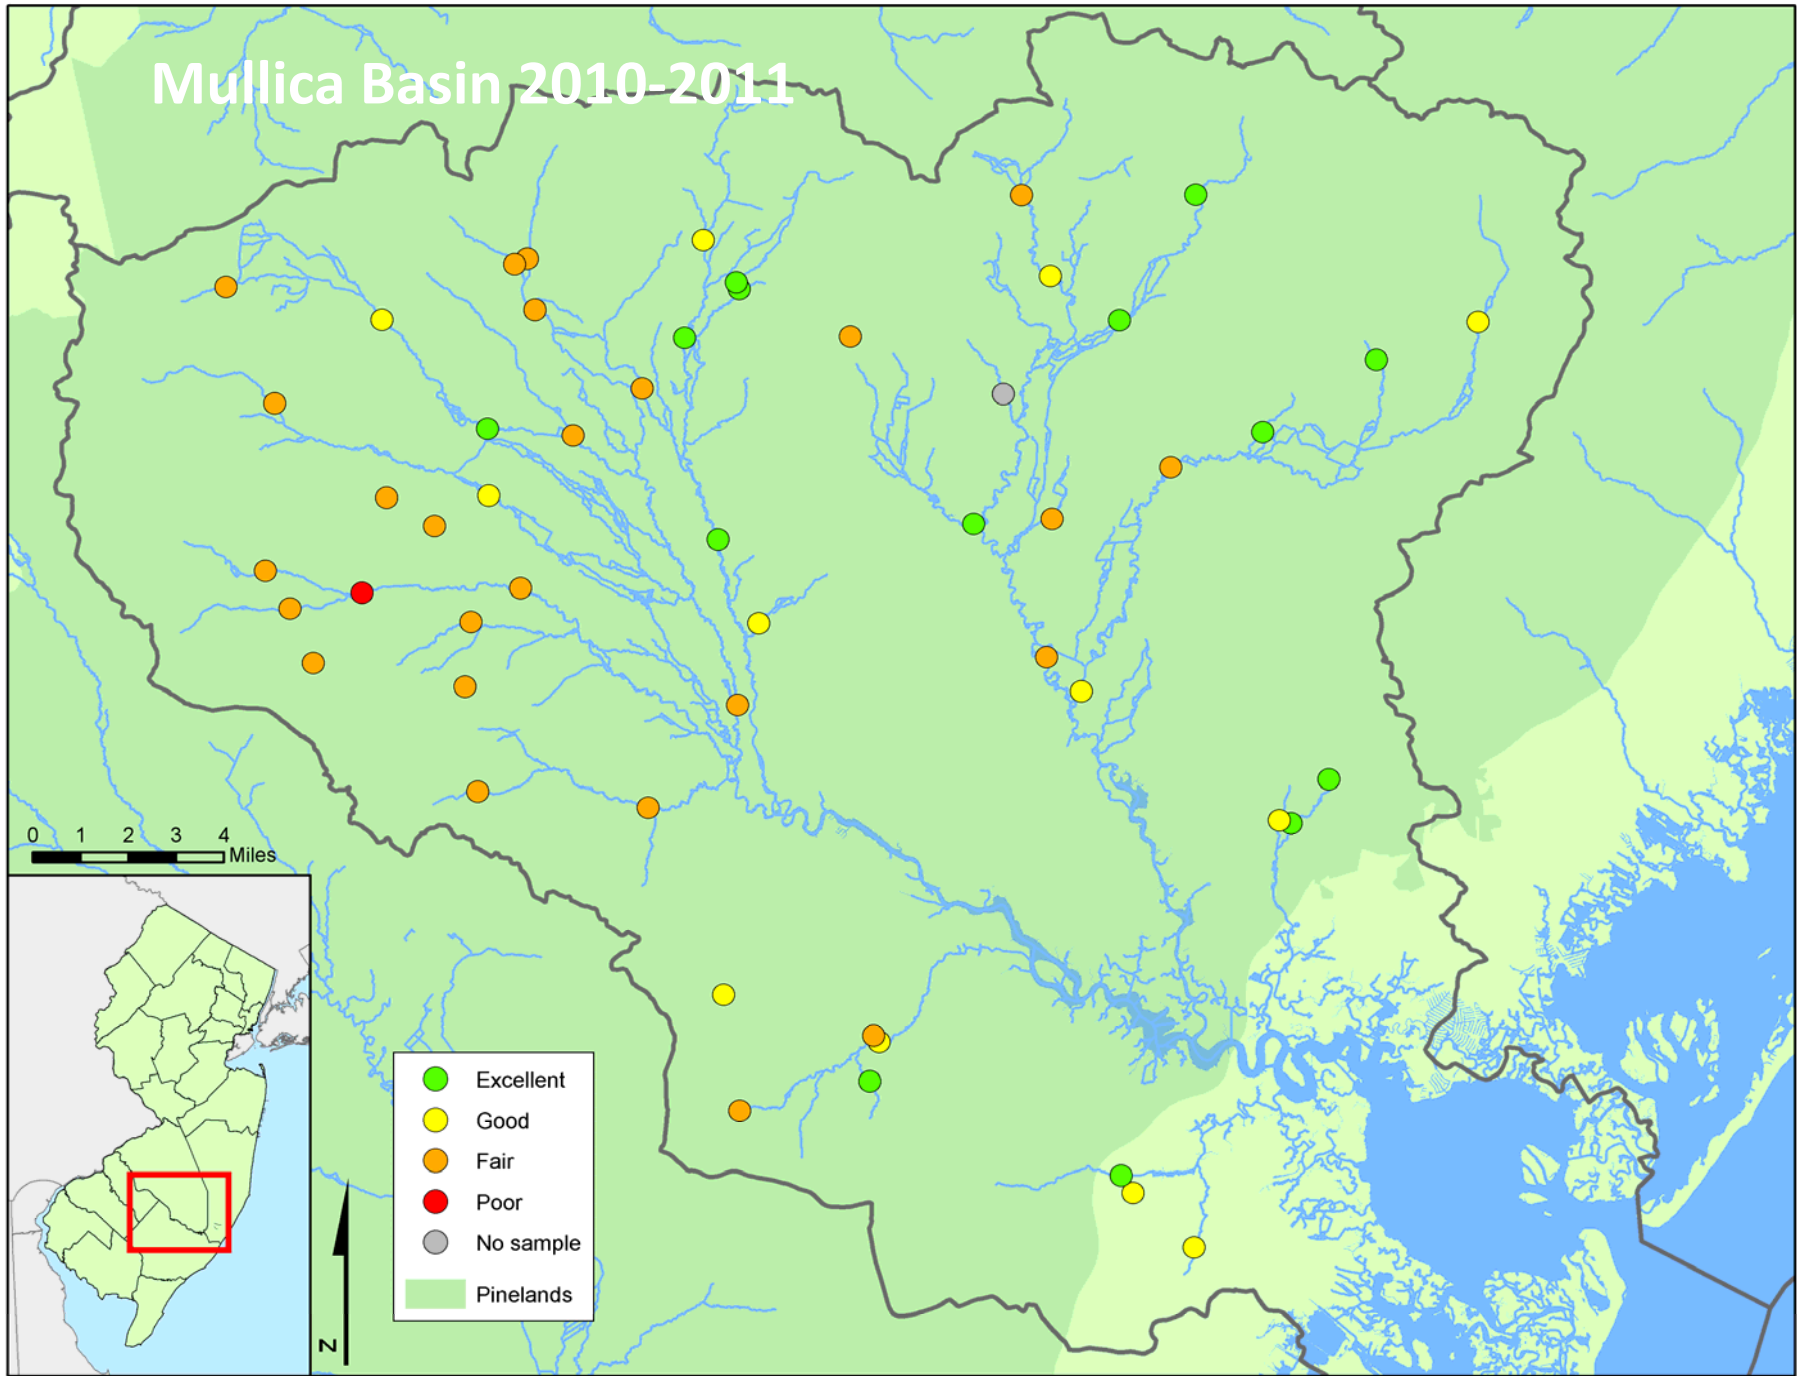 Mullica Basin 2010-2011
0 1 2 3 4
Miles
Excellent
Good
Fair
Poor
No sample
Pinelands
N